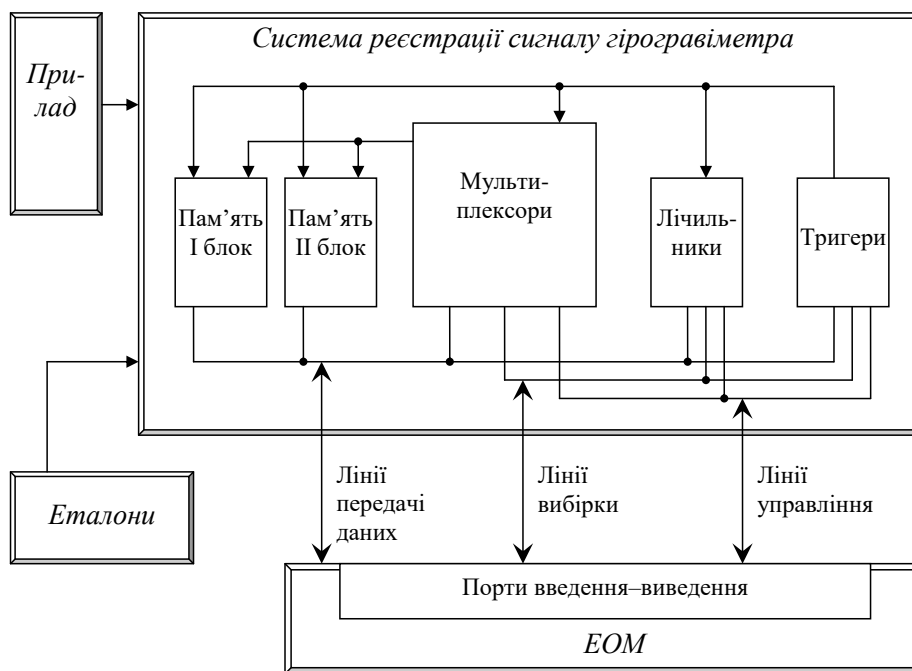 Система реєстрації сигналу гірогравіметра
При-
лад
Пам’ять
І блок
Пам’ять
ІІ блок
Мульти-
плексори
Лічиль-
ники
Тригери
Еталони
Лінії
передачі
даних
Лінії
вибірки
Лінії
управління
Порти введення–виведення
ЕОМ